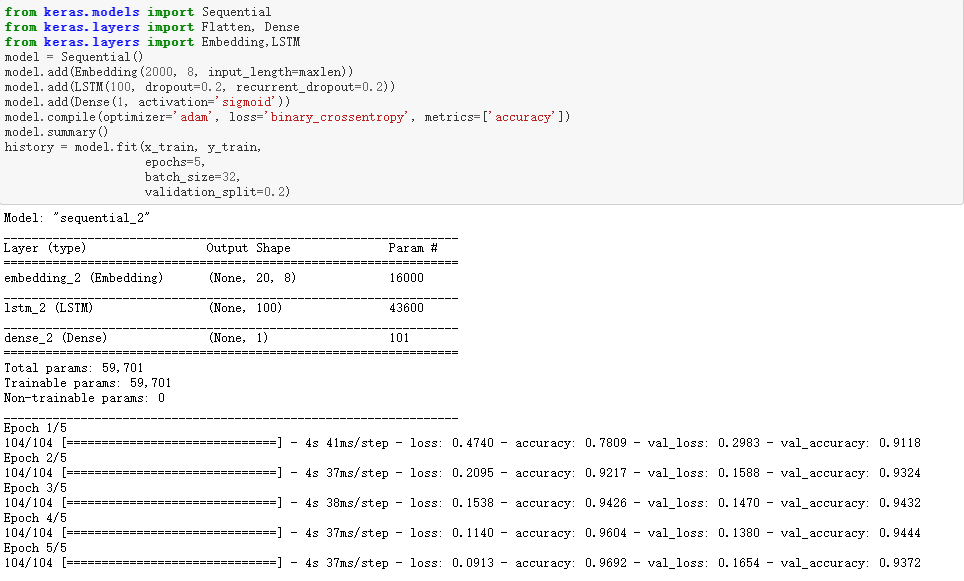 from keras.models import Sequential
from keras.layers import Flatten, Dense
from keras.layers import Embedding,LSTM
model = Sequential()
model.add(Embedding(2000, 8, input_length=maxlen))
model.add(LSTM(100, dropout=0.2, recurrent_dropout=0.2))
model.add(Dense(1, activation='sigmoid'))
model.compile(optimizer='adam', loss='binary_crossentropy', metrics=['accuracy'])
model.summary()
history = model.fit(x_train, y_train,
                    epochs=5,
                    batch_size=32,
                    validation_split=0.2)
Model: "sequential_2"
_________________________________________________________________
Layer (type)                 Output Shape              Param #
=================================================================
embedding_2 (Embedding)      (None, 20, 8)             16000
_________________________________________________________________
lstm_2 (LSTM)                (None, 100)               43600
_________________________________________________________________
dense_2 (Dense)              (None, 1)                 101
=================================================================
Total params: 59,701
Trainable params: 59,701
Non-trainable params: 0
_________________________________________________________________
Epoch 1/5
104/104 [==============================] - 4s 41ms/step - loss: 0.4740 - accuracy: 0.7809 - val_loss: 0.2983 - val_accuracy: 0.9118
Epoch 2/5
104/104 [==============================] - 4s 37ms/step - loss: 0.2095 - accuracy: 0.9217 - val_loss: 0.1588 - val_accuracy: 0.9324
Epoch 3/5
104/104 [==============================] - 4s 38ms/step - loss: 0.1538 - accuracy: 0.9426 - val_loss: 0.1470 - val_accuracy: 0.9432
Epoch 4/5
104/104 [==============================] - 4s 37ms/step - loss: 0.1140 - accuracy: 0.9604 - val_loss: 0.1380 - val_accuracy: 0.9444
Epoch 5/5
104/104 [==============================] - 4s 37ms/step - loss: 0.0913 - accuracy: 0.9692 - val_loss: 0.1654 - val_accuracy: 0.9372